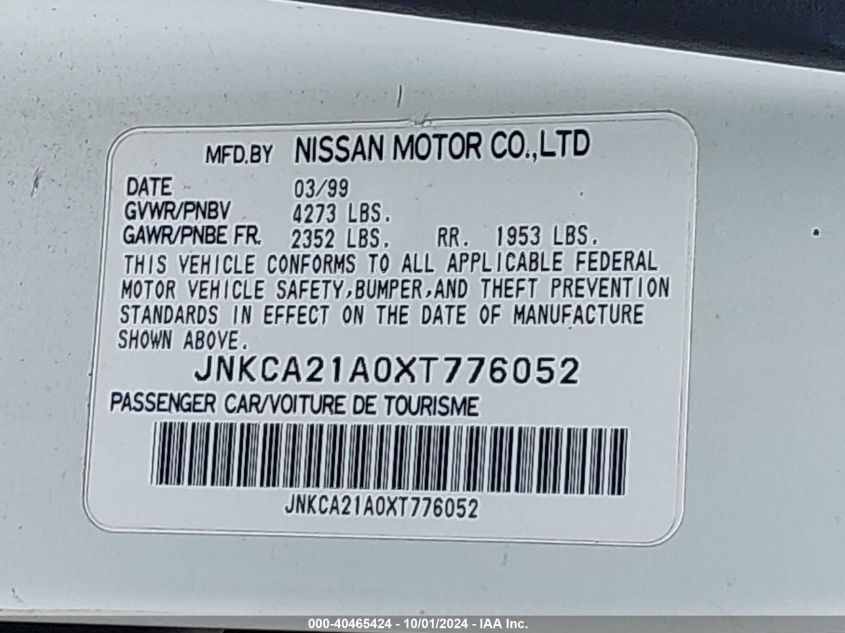 MFD.BY NISSAN MOTOR CO.,LTD
DATE 03/99
GVWR/PNBV 4273 LBS.
GAWR/PNBE FR. 2352 LBS. RR. 1953 LBS.
THIS VEHICLE CONFORMS TO ALL APPLICABLE FEDERAL
MOTOR VEHICLE SAFETY,BUMPER,AND THEFT PREVENTION
STANDARDS IN EFFECT ON THE DATE OF MANUFACTURE
SHOWN ABOVE.
JNKCA21A0XT776052
PASSENGER CAR/VOITURE DE TOURISME
JNKCA21A0XT776052
000-40465424 - 10/01/2024 - IAA Inc.